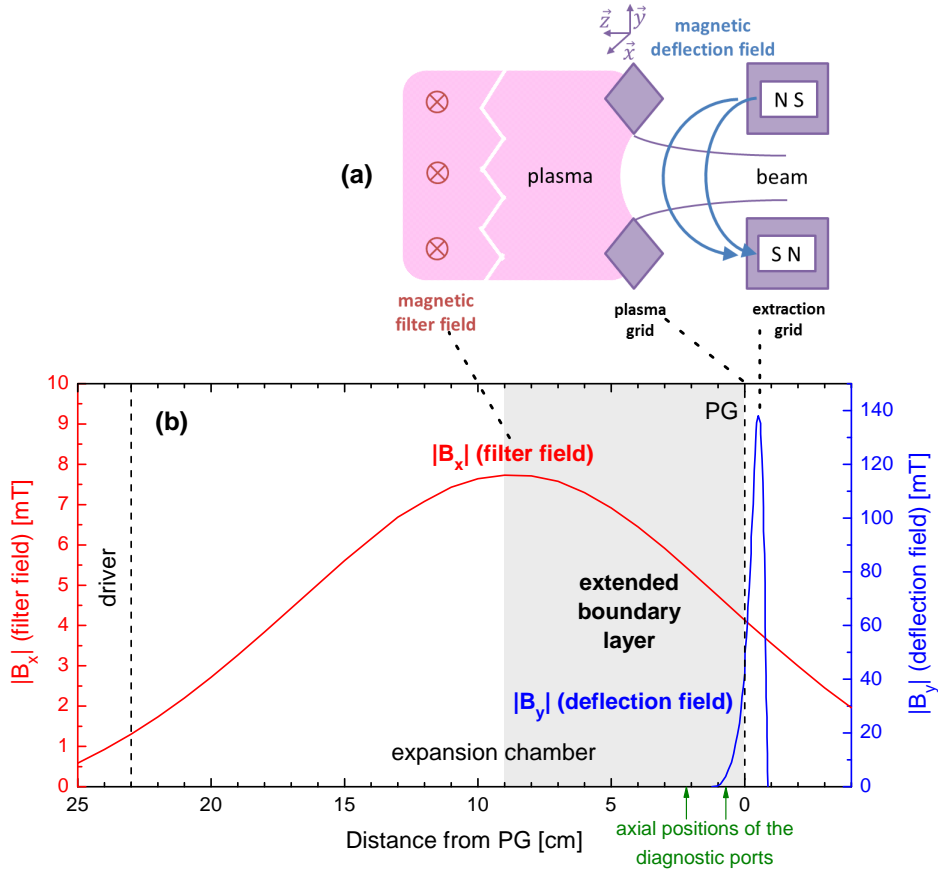 z⃗ y⃗
x⃗
magnetic
deflection field
N S
(a)
plasma
beam
S N
magnetic
filter field
plasma
grid
extraction
grid
(b)
PG
|Bx| (filter field)
driver
extended
boundary
layer
|By| (deflection field)
expansion chamber
|Bx| (filter field) [mT]
10
9
8
7
6
5
4
3
2
1
0
|By| (deflection field) [mT]
140
120
100
80
60
40
20
0
25 20 15 10 5 0
Distance from PG [cm]
axial positions of the
diagnostic ports